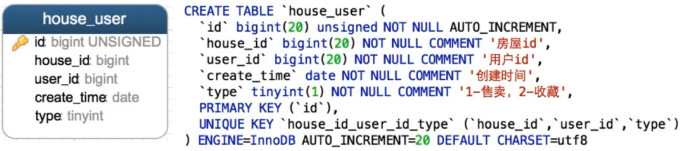 house_user
id: bigint UNSIGNED
house_id: bigint
user_id: bigint
create_time: date
type: tinyint
CREATE TABLE `house_user` (
`id` bigint(20) unsigned NOT NULL AUTO_INCREMENT,
`house_id` bigint(20) NOT NULL COMMENT '房屋id',
`user_id` bigint(20) NOT NULL COMMENT '用户id',
`create_time` date NOT NULL COMMENT '创建时间',
`type` tinyint(1) NOT NULL COMMENT '1-售卖，2-收藏',
PRIMARY KEY (`id`),
UNIQUE KEY `house_id_user_id_type` (`house_id`,`user_id`,`type`)
) ENGINE=InnoDB AUTO_INCREMENT=20 DEFAULT CHARSET=utf8